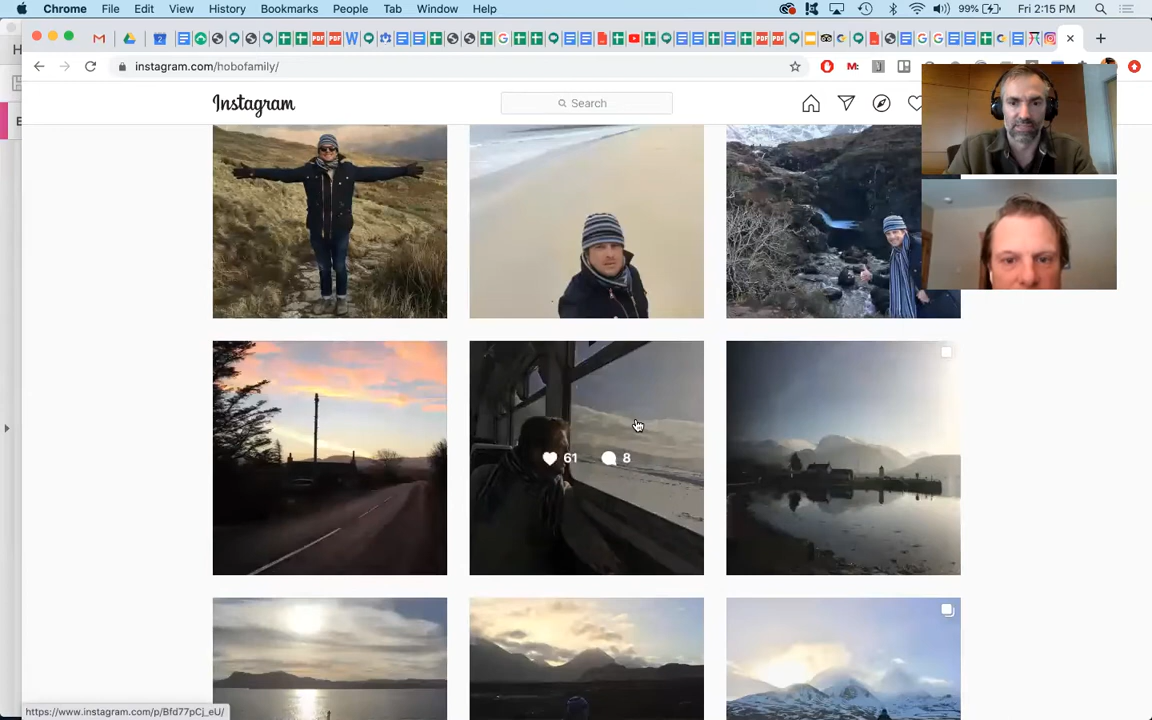 Chrome File Edit View History Bookmarks People Tab Window Help 99% Fri 2:15 PM
instagram.com/hobofamily/
Instagram Search
61 8
https://www.instagram.com/p/Bfd77pCj_eU/